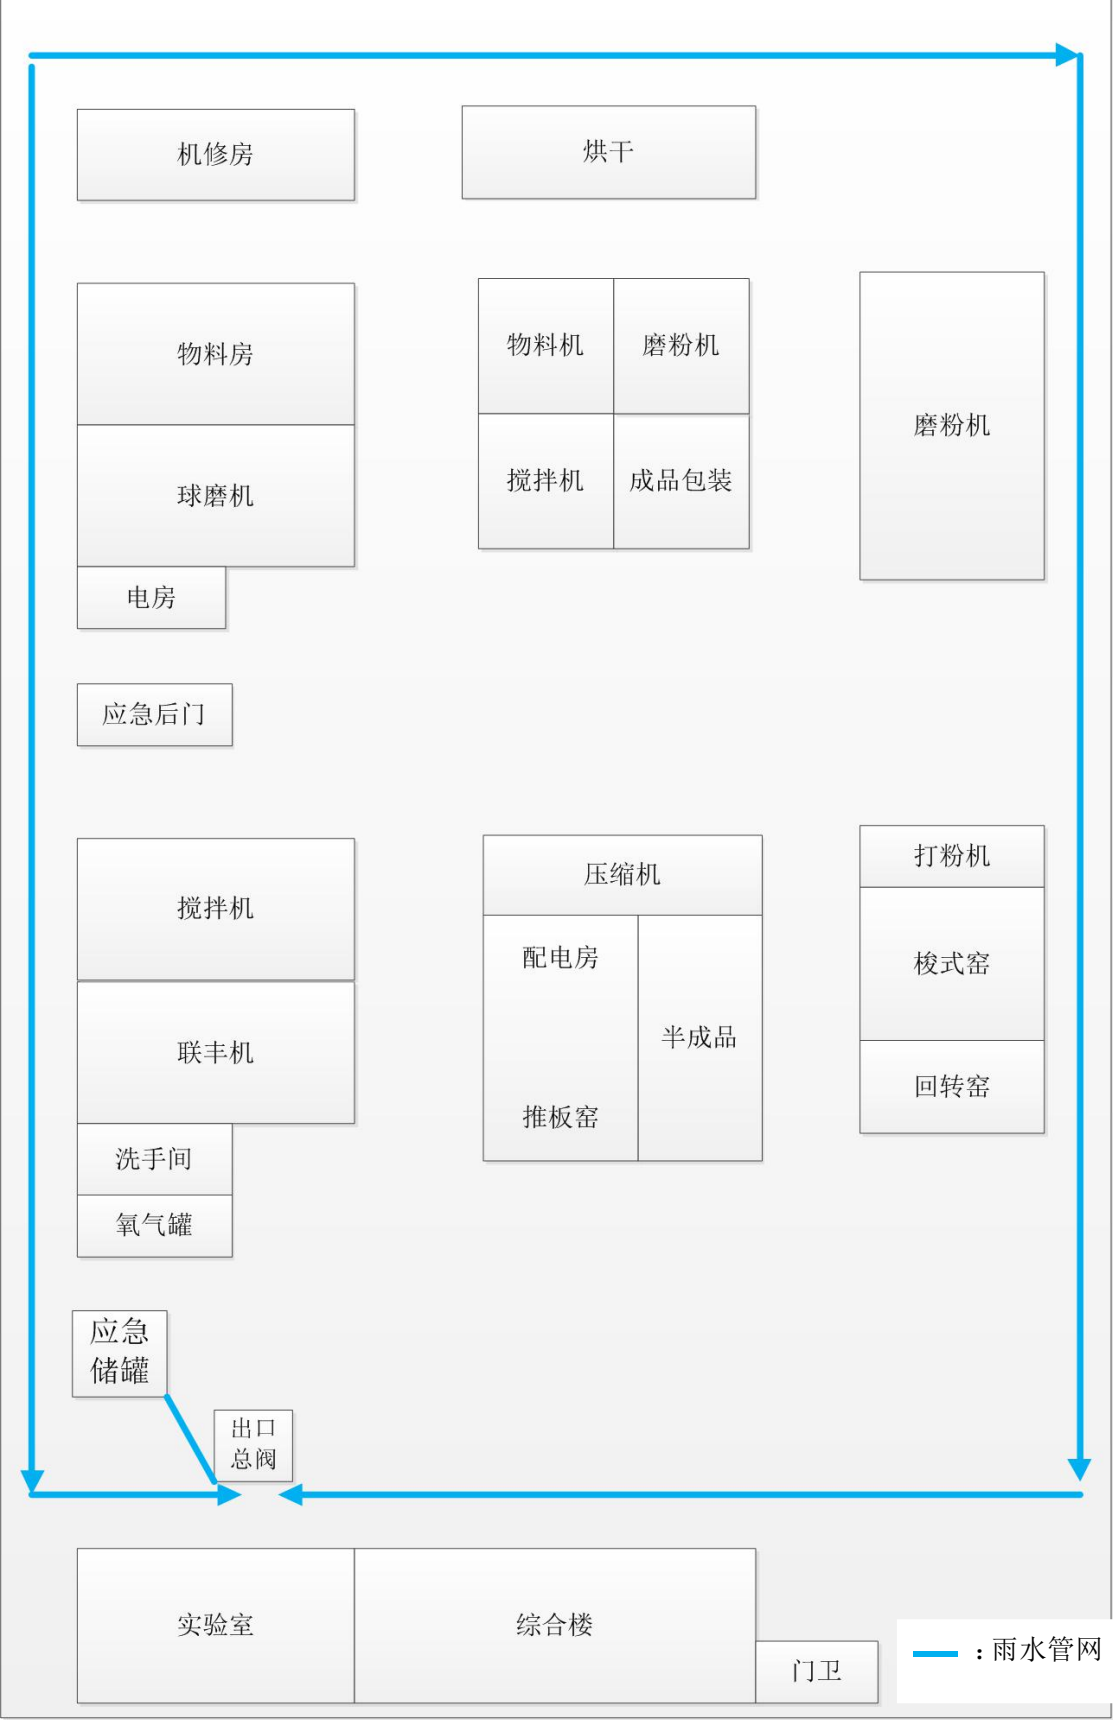 机修房
烘干
物料房
物料机
磨粉机
磨粉机
球磨机
搅拌机
成品包装
电房
应急后门
搅拌机
压缩机
打粉机
配电房
梭式窑
半成品
联丰机
回转窑
推板窑
洗手间
氧气罐
应急
储罐
出口
总阀
实验室
综合楼
门卫
：雨水管网